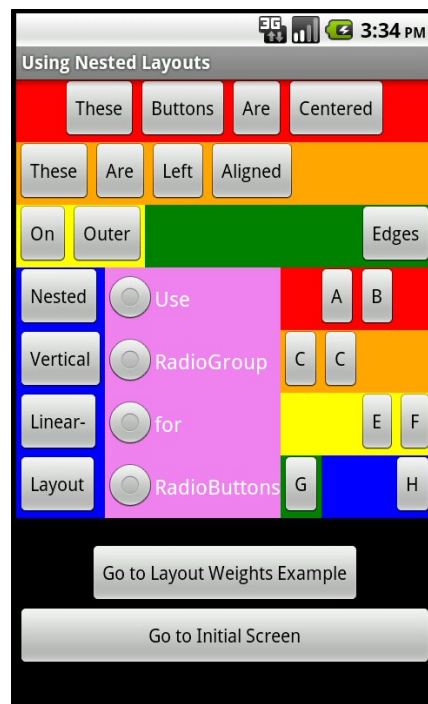 3G 3:34 PM
Using Nested Layouts
These Buttons Are Centered
These Are Left Aligned
On Outer Edges
Nested Use A B
Vertical RadioGroup C C
Linear- for E F
Layout RadioButtons G H
Go to Layout Weights Example
Go to Initial Screen